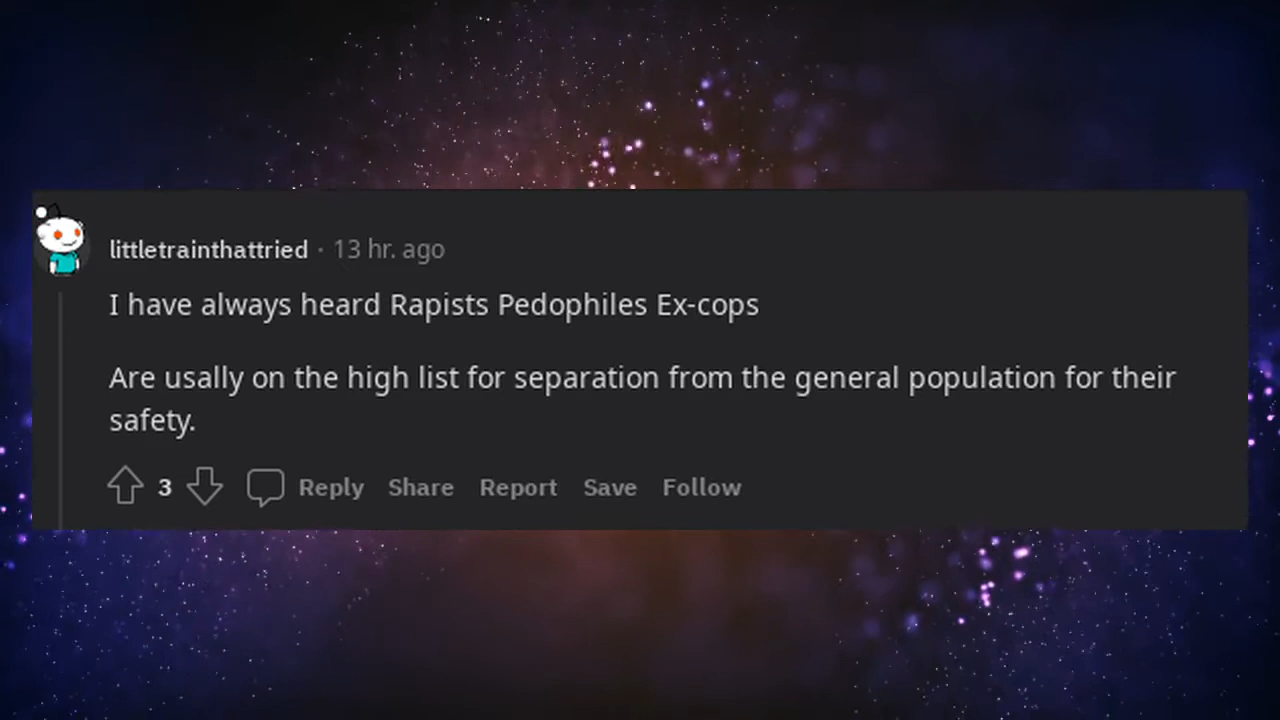 littletrainthattried · 13 hr. ago
I have always heard Rapists Pedophiles Ex-cops
Are usally on the high list for separation from the general population for their
safety.
3 Reply Share Report Save Follow